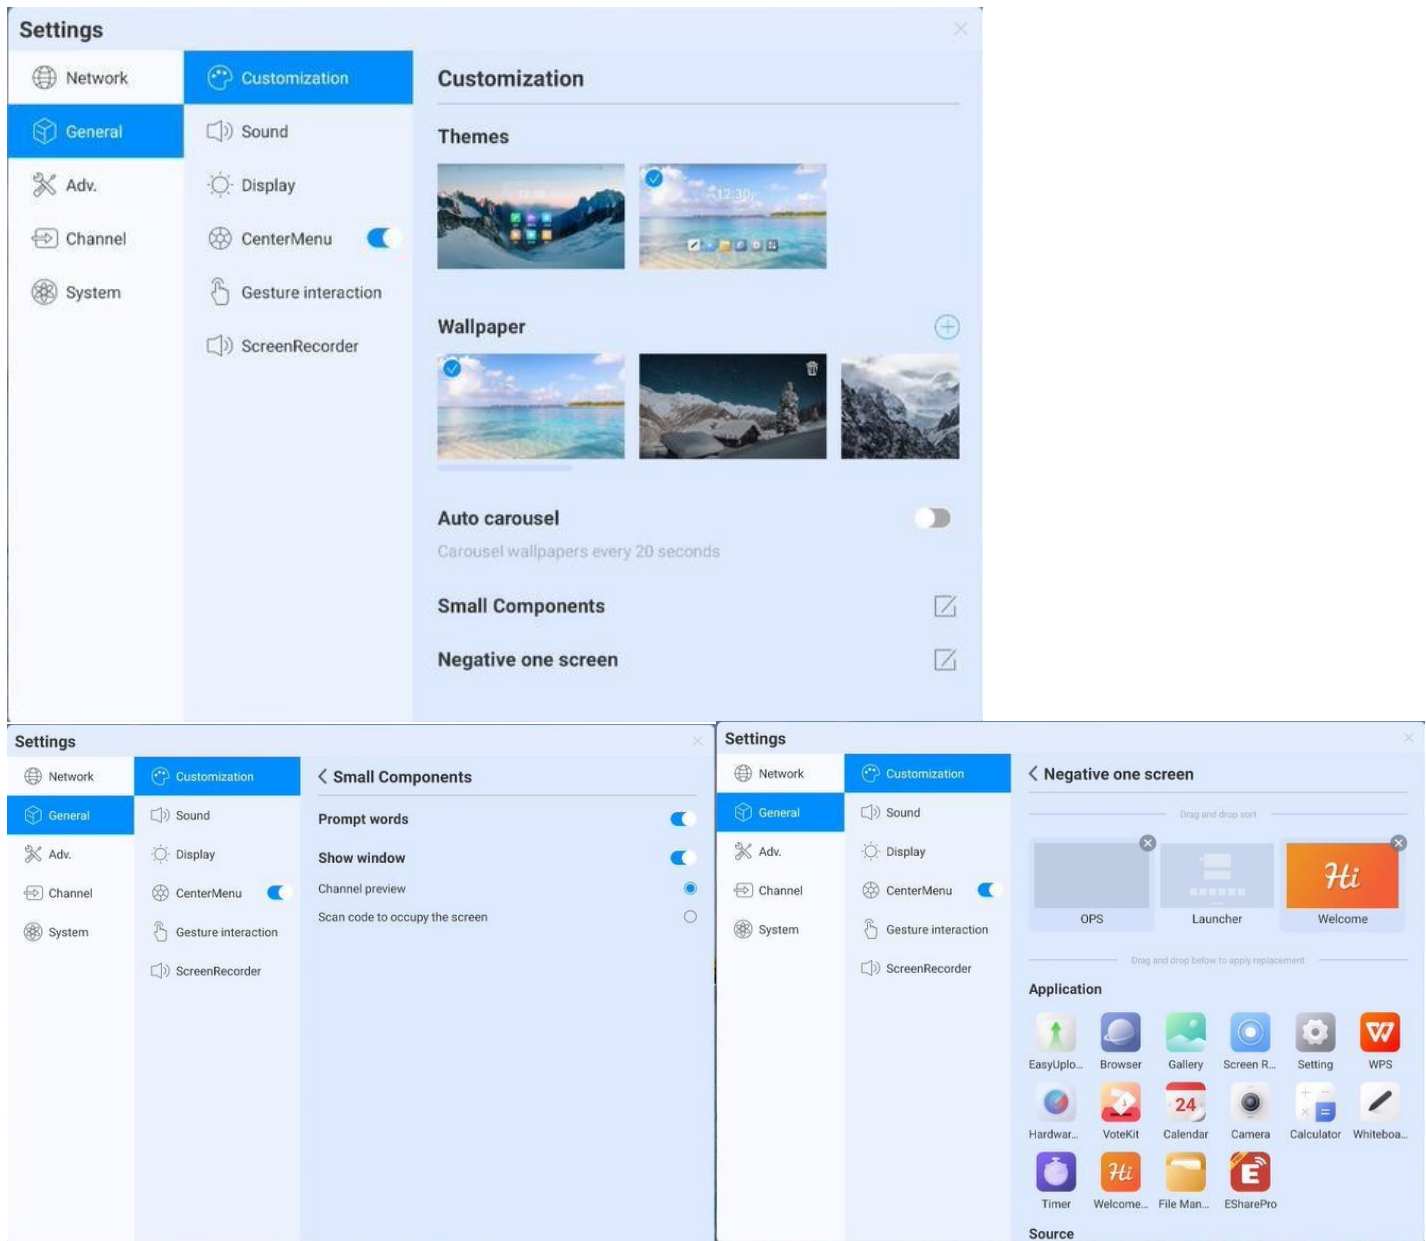 Settings
Network
General
Adv.
Channel
System
Customization
Sound
Display
CenterMenu
Gesture interaction
ScreenRecorder
Customization
Themes
12:30
Wallpaper
Auto carousel
Carousel wallpapers every 20 seconds
Small Components
Negative one screen
Settings
Network
General
Adv.
Channel
System
Customization
Sound
Display
CenterMenu
Gesture interaction
ScreenRecorder
Small Components
Prompt words
Show window
Channel preview
Scan code to occupy the screen
Settings
Network
General
Adv.
Channel
System
Customization
Sound
Display
CenterMenu
Gesture interaction
ScreenRecorder
Negative one screen
Drag and drop sort
Hi
OPS Launcher Welcome
Drag and drop below to apply replacement
Application
EasyUplo... Browser Gallery Screen R... Setting WPS
24
Hardwar... VoteKit Calendar Camera Calculator Whiteboa...
Hi E
Timer Welcome... File Man... ESharePro
Source